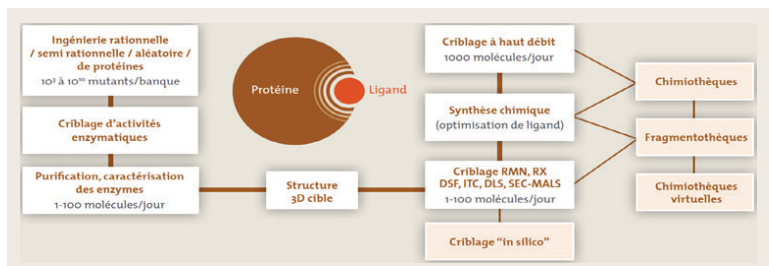 Ingénierie rationnelle
/ semi rationnelle / aléatoire /
de protéines
10³ à 10¹⁰ mutants/banque
Criblage d'activités
enzymatiques
Purification, caractérisation
des enzymes
1-100 molécules/jour
Protéine
Ligand
Structure
3D cible
Criblage à haut débit
1000 molécules/jour
Synthèse chimique
(optimisation de ligand)
Criblage RMN, RX
DSF, ITC, DLS, SEC-MALS
1-100 molécules/jour
Criblage "in silico"
Chimiothèques
Fragmentothèques
Chimiothèques
virtuelles